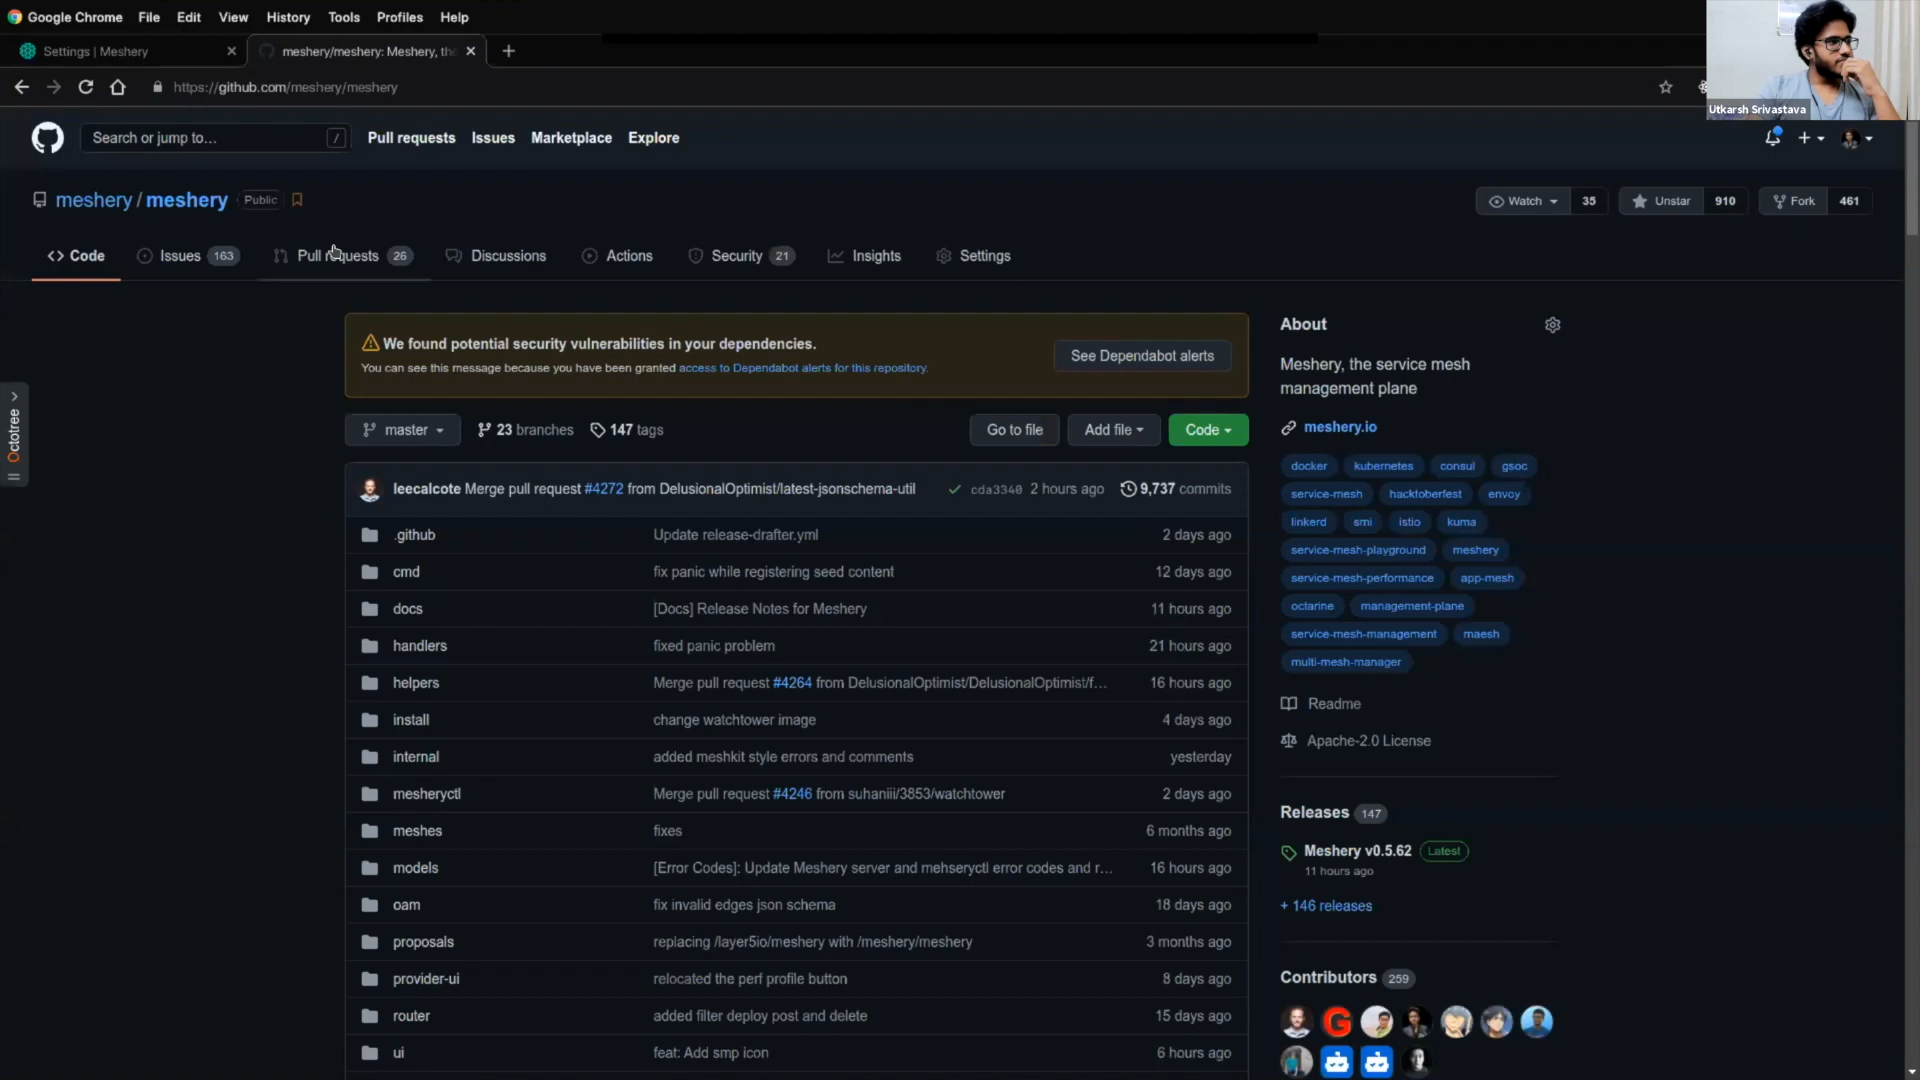 Google Chrome File Edit View History Tools Profiles Help
Settings | Meshery
meshery/meshery: Meshery, the
https://github.com/meshery/meshery
Utkarsh Srivastava
Search or jump to... /
Pull requests Issues Marketplace Explore
meshery / meshery Public
Watch 35 Unstar 910 Fork 461
Code Issues 163 Pull requests 26 Discussions Actions Security 21 Insights Settings
We found potential security vulnerabilities in your dependencies.
You can see this message because you have been granted access to Dependabot alerts for this repository.
See Dependabot alerts
Octotree
master 23 branches 147 tags Go to file Add file Code
leecalcote Merge pull request #4272 from DelusionalOptimist/latest-jsonschema-util cda3340 2 hours ago 9,737 commits
.github Update release-drafter.yml 2 days ago
cmd fix panic while registering seed content 12 days ago
docs [Docs] Release Notes for Meshery 11 hours ago
handlers fixed panic problem 21 hours ago
helpers Merge pull request #4264 from DelusionalOptimist/DelusionalOptimist/f... 16 hours ago
install change watchtower image 4 days ago
internal added meshkit style errors and comments yesterday
mesheryctl Merge pull request #4246 from suhaniii/3853/watchtower 2 days ago
meshes fixes 6 months ago
models [Error Codes]: Update Meshery server and mehseryctl error codes and r... 16 hours ago
oam fix invalid edges json schema 18 days ago
proposals replacing /layer5io/meshery with /meshery/meshery 3 months ago
provider-ui relocated the perf profile button 8 days ago
router added filter deploy post and delete 15 days ago
ui feat: Add smp icon 6 hours ago
About
Meshery, the service mesh
management plane
meshery.io
docker kubernetes consul gsoc
service-mesh hacktoberfest envoy
linkerd smi istio kuma
service-mesh-playground meshery
service-mesh-performance app-mesh
octarine management-plane
service-mesh-management maesh
multi-mesh-manager
Readme
Apache-2.0 License
Releases 147
Meshery v0.5.62 Latest
11 hours ago
+ 146 releases
Contributors 259
G